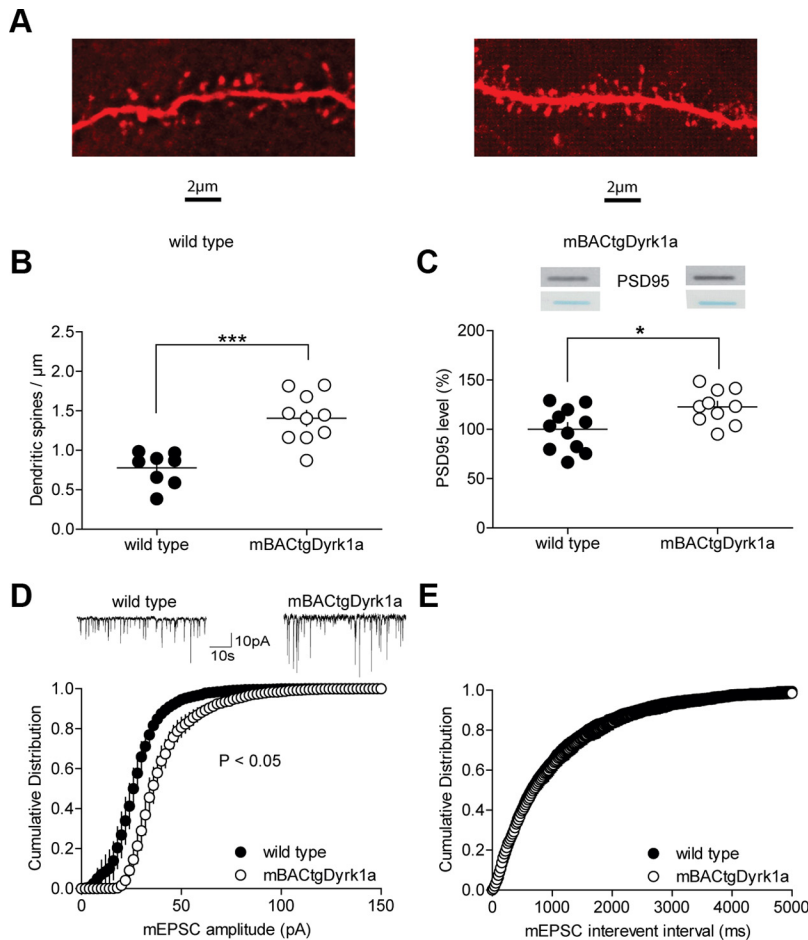 A
2µm
2µm
wild type
mBACtgDyrk1a
B
C
PSD95
2.5
2.0
1.5
1.0
0.5
0.0
Dendritic spines / µm
***
wild type
mBACtgDyrk1a
200
150
100
50
0
PSD95 level (%)
*
wild type
mBACtgDyrk1a
D
wild type
mBACtgDyrk1a
10pA
10s
1.0
0.8
0.6
0.4
0.2
0.0
Cumulative Distribution
P < 0.05
wild type
mBACtgDyrk1a
0 50 100 150
mEPSC amplitude (pA)
E
1.0
0.8
0.6
0.4
0.2
0.0
Cumulative Distribution
wild type
mBACtgDyrk1a
0 1000 2000 3000 4000 5000
mEPSC interevent interval (ms)